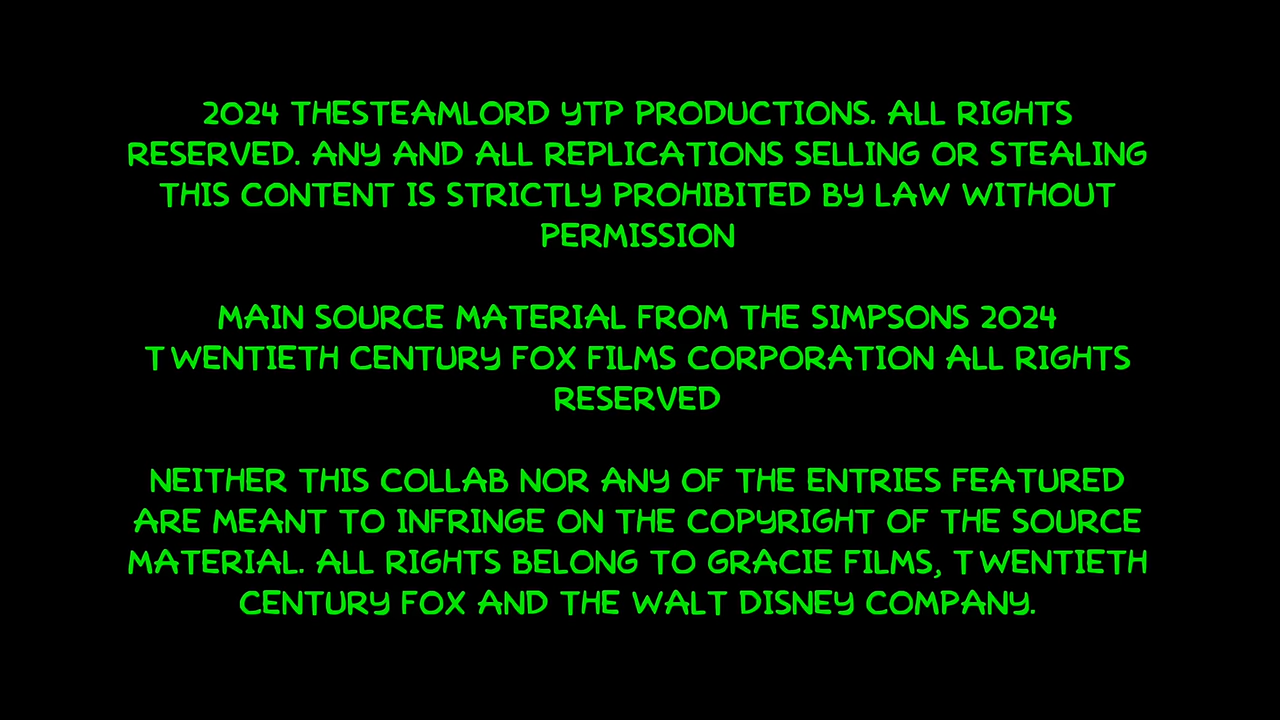 2024 THESTEAMLORD YTP PRODUCTIONS. ALL RIGHTS
RESERVED. ANY AND ALL REPLICATIONS SELLING OR STEALING
THIS CONTENT IS STRICTLY PROHIBITED BY LAW WITHOUT
PERMISSION
MAIN SOURCE MATERIAL FROM THE SIMPSONS 2024
TWENTIETH CENTURY FOX FILMS CORPORATION ALL RIGHTS
RESERVED
NEITHER THIS COLLAB NOR ANY OF THE ENTRIES FEATURED
ARE MEANT TO INFRINGE ON THE COPYRIGHT OF THE SOURCE
MATERIAL. ALL RIGHTS BELONG TO GRACIE FILMS, TWENTIETH
CENTURY FOX AND THE WALT DISNEY COMPANY.